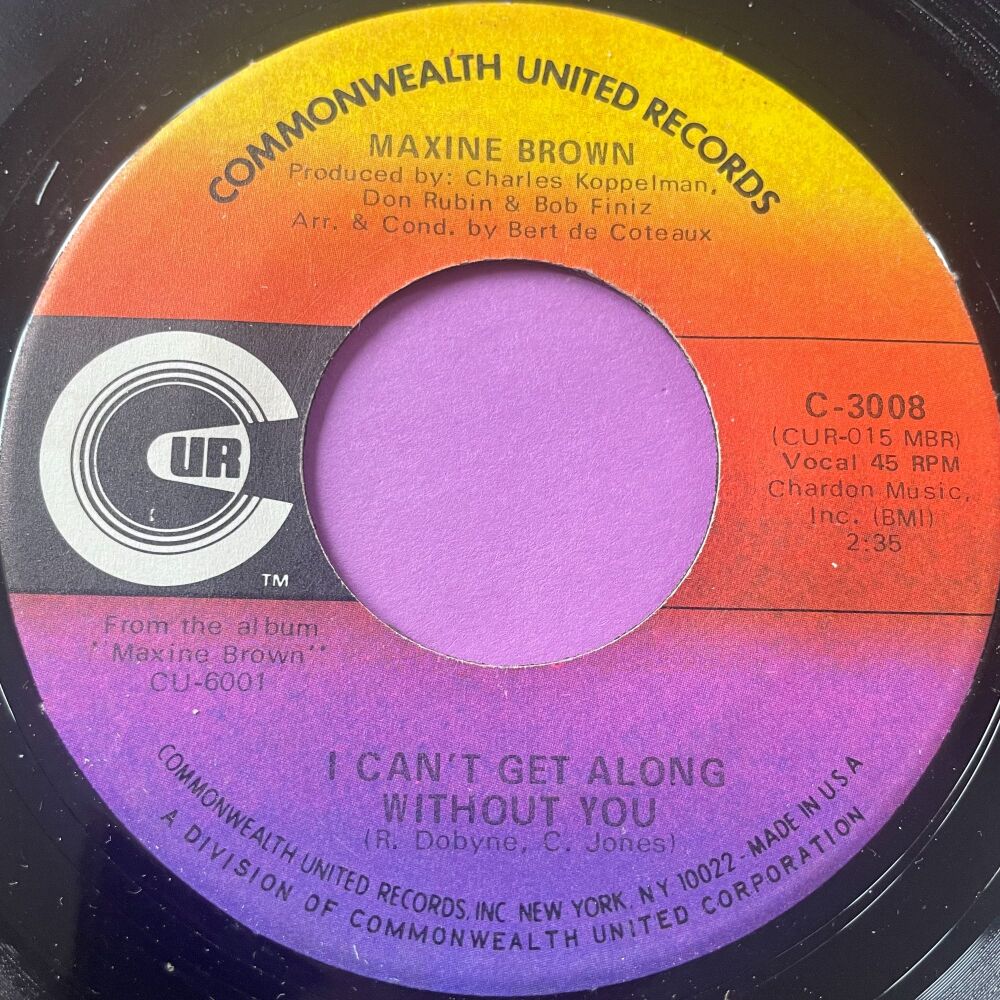 COMMONWEALTH UNITED RECORDS
MAXINE BROWN
Produced by: Charles Koppelman,
Don Rubin & Bob Finiz
Arr. & Cond. by Bert de Coteaux
CUR
TM
C-3008
(CUR-015 MBR)
Vocal 45 RPM
Chardon Music,
Inc. (BMI)
2:35
From the album
"Maxine Brown"
CU-6001
I CAN'T GET ALONG
WITHOUT YOU
(R. Dobyne, C. Jones)
COMMONWEALTH UNITED RECORDS, INC. NEW YORK, N Y 10022 - MADE IN U.S.A
A DIVISION OF COMMONWEALTH UNITED CORPORATION